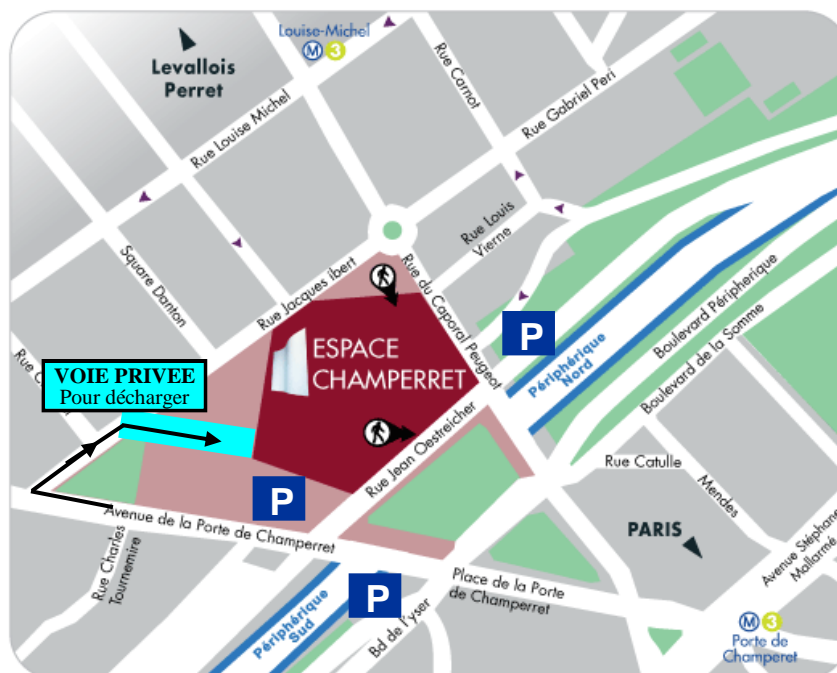 Louise-Michel
M 3
Levallois
Perret
Rue Louise Michel
Rue Carnot
Rue Gabriel Peri
Square Danton
Rue Louis
Vierne
Rue Jacques ibert
Rue du Caporal Peugeot
P
ESPACE
CHAMPERRET
Périphérique
Nord
Boulevard Périphérique
Boulevard de la Somme
VOIE PRIVEE
Pour décharger
Rue Jean Oestreicher
Rue Catulle
Mendes
P
Avenue de la Porte de Champerret
PARIS
Avenue Stéphane
Mallarmé
Rue Charles
Tournemire
P
Place de la Porte
de Champerret
Périphérique
Sud
Bd de l'yser
M 3
Porte de
Champeret